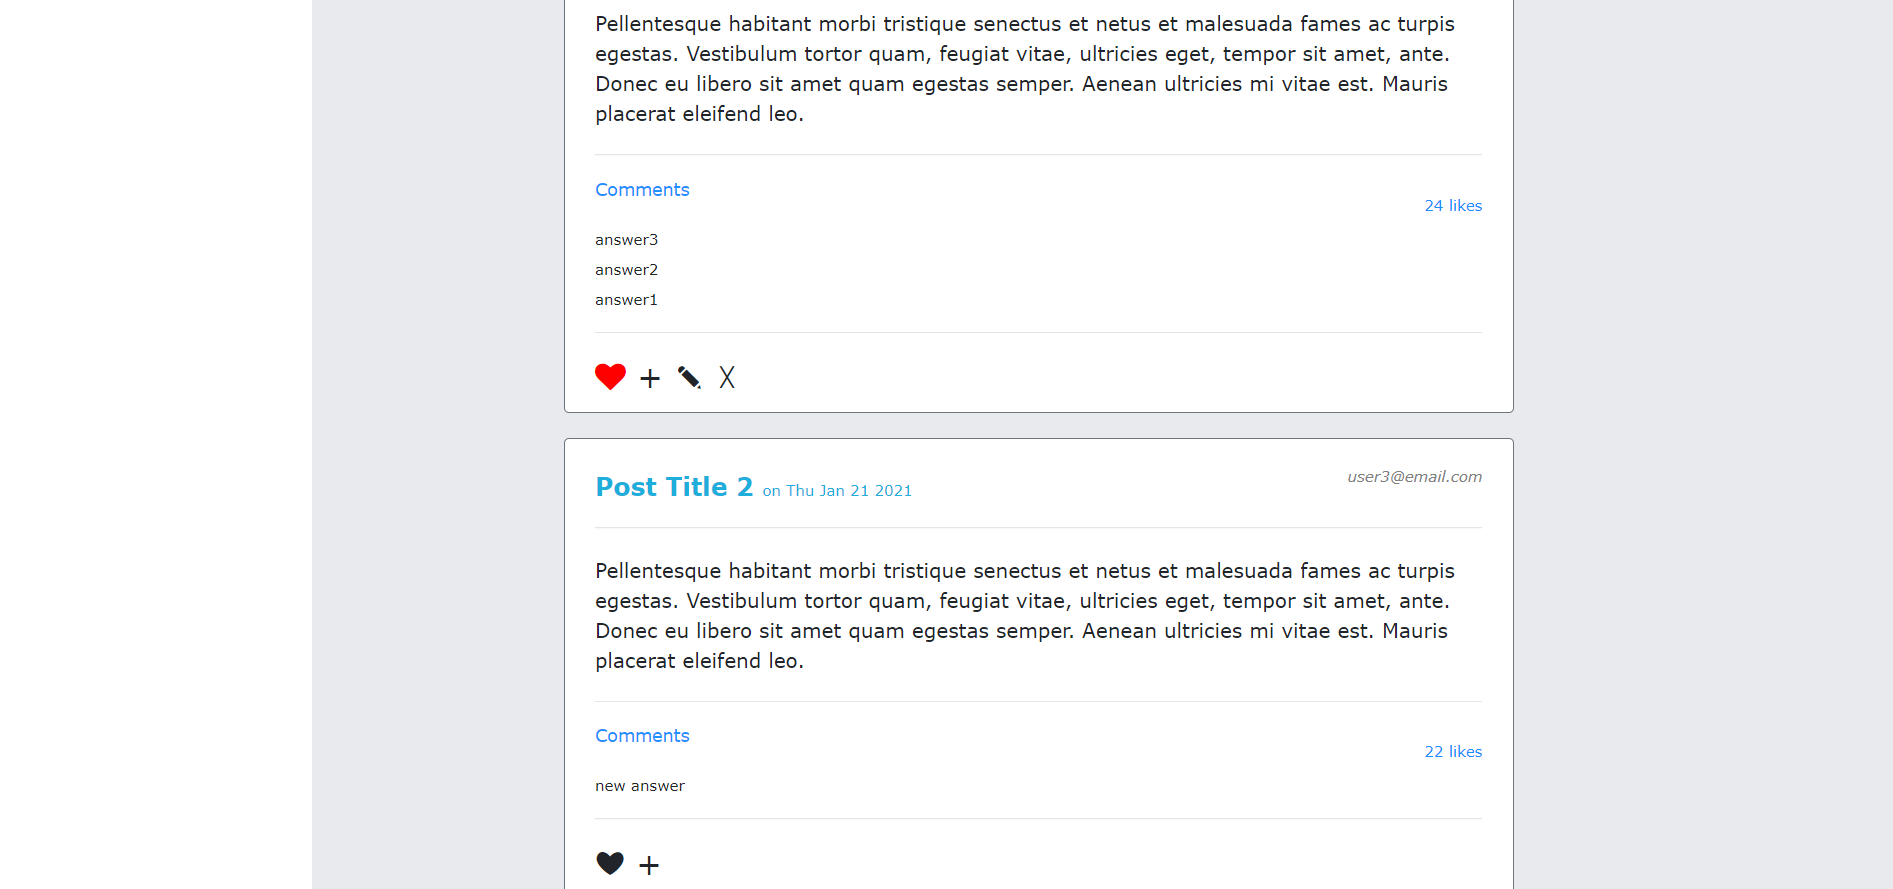 Pellentesque habitant morbi tristique senectus et netus et malesuada fames ac turpis
egestas. Vestibulum tortor quam, feugiat vitae, ultricies eget, tempor sit amet, ante.
Donec eu libero sit amet quam egestas semper. Aenean ultricies mi vitae est. Mauris
placerat eleifend leo.
Comments
24 likes
answer3
answer2
answer1
+ X
Post Title 2 on Thu Jan 21 2021
user3@email.com
Pellentesque habitant morbi tristique senectus et netus et malesuada fames ac turpis
egestas. Vestibulum tortor quam, feugiat vitae, ultricies eget, tempor sit amet, ante.
Donec eu libero sit amet quam egestas semper. Aenean ultricies mi vitae est. Mauris
placerat eleifend leo.
Comments
22 likes
new answer
+